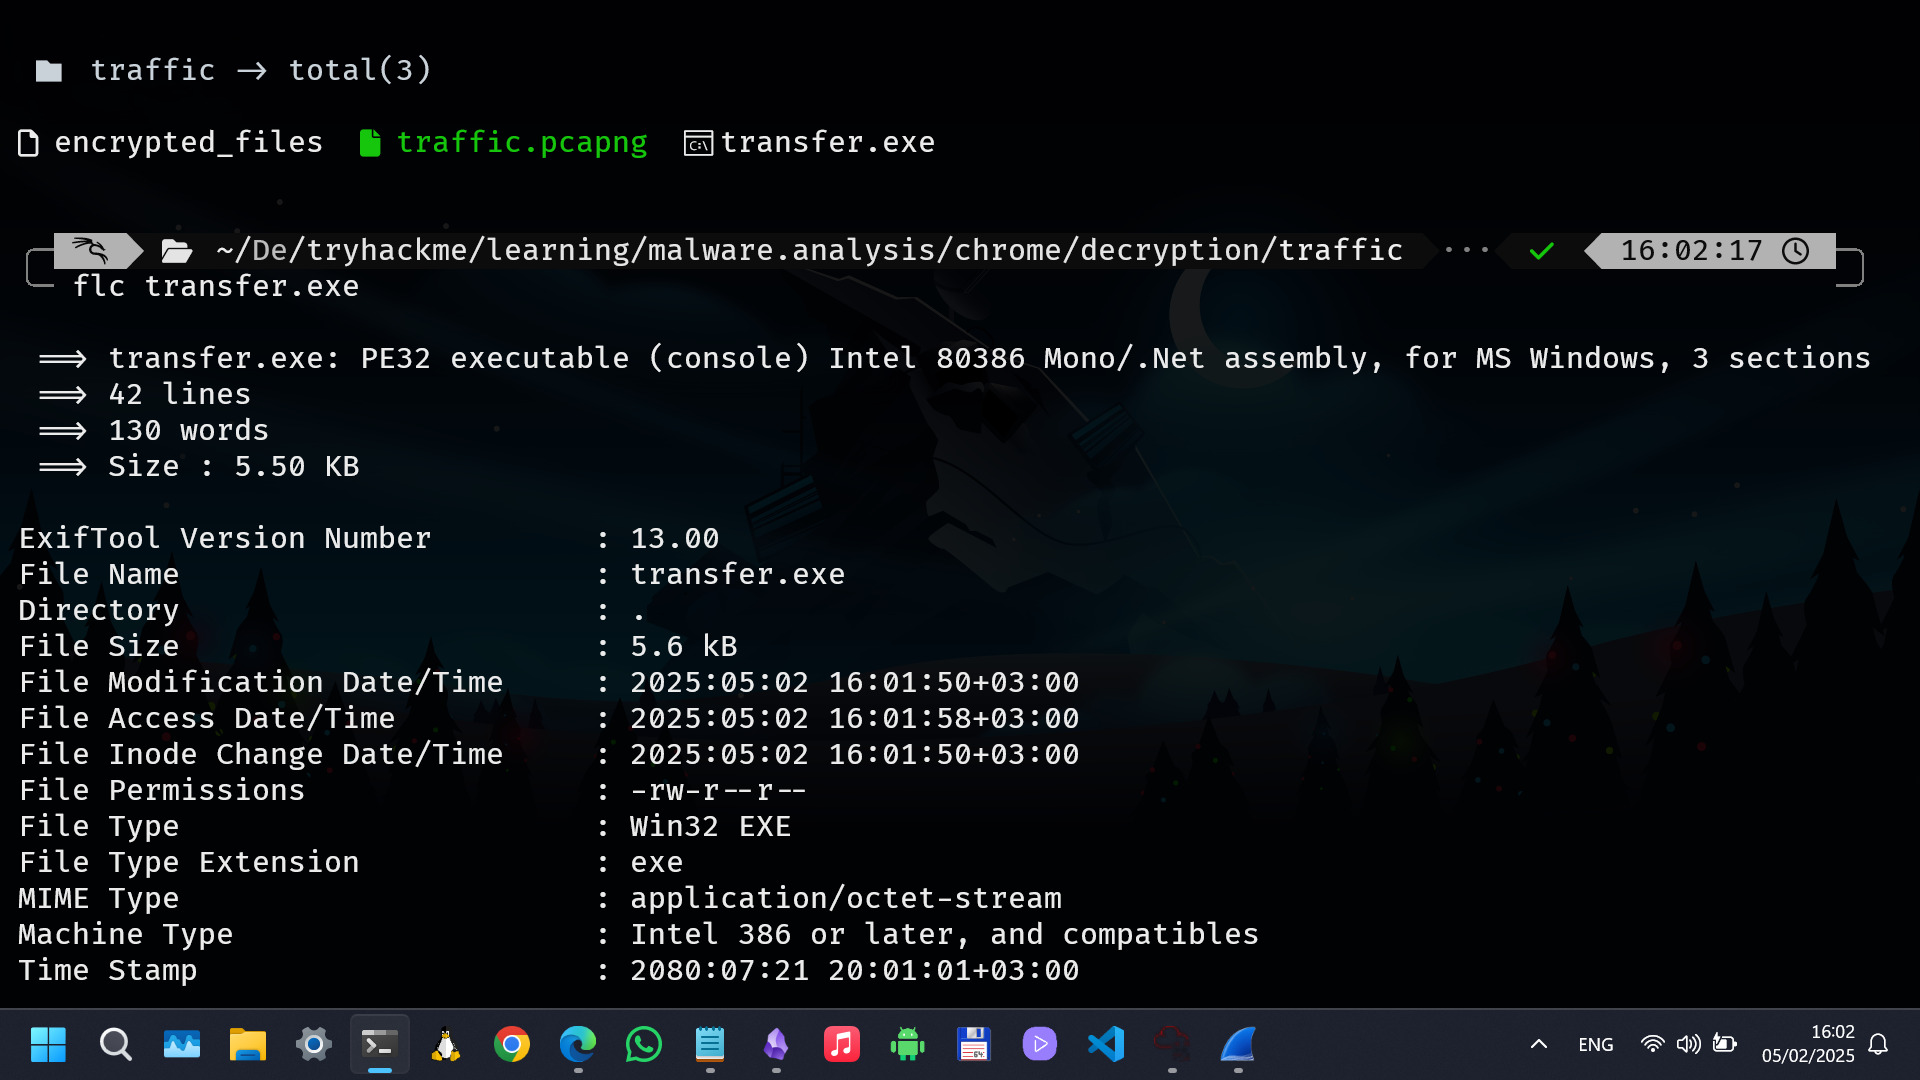 traffic → total(3)
encrypted_files traffic.pcapng transfer.exe
~/De/tryhackme/learning/malware.analysis/chrome/decryption/traffic ··· ✓ 16:02:17
flc transfer.exe
⟹ transfer.exe: PE32 executable (console) Intel 80386 Mono/.Net assembly, for MS Windows, 3 sections
⟹ 42 lines
⟹ 130 words
⟹ Size : 5.50 KB
ExifTool Version Number : 13.00
File Name : transfer.exe
Directory : .
File Size : 5.6 kB
File Modification Date/Time : 2025:05:02 16:01:50+03:00
File Access Date/Time : 2025:05:02 16:01:58+03:00
File Inode Change Date/Time : 2025:05:02 16:01:50+03:00
File Permissions : -rw-r--r--
File Type : Win32 EXE
File Type Extension : exe
MIME Type : application/octet-stream
Machine Type : Intel 386 or later, and compatibles
Time Stamp : 2080:07:21 20:01:01+03:00
ENG 16:02
05/02/2025